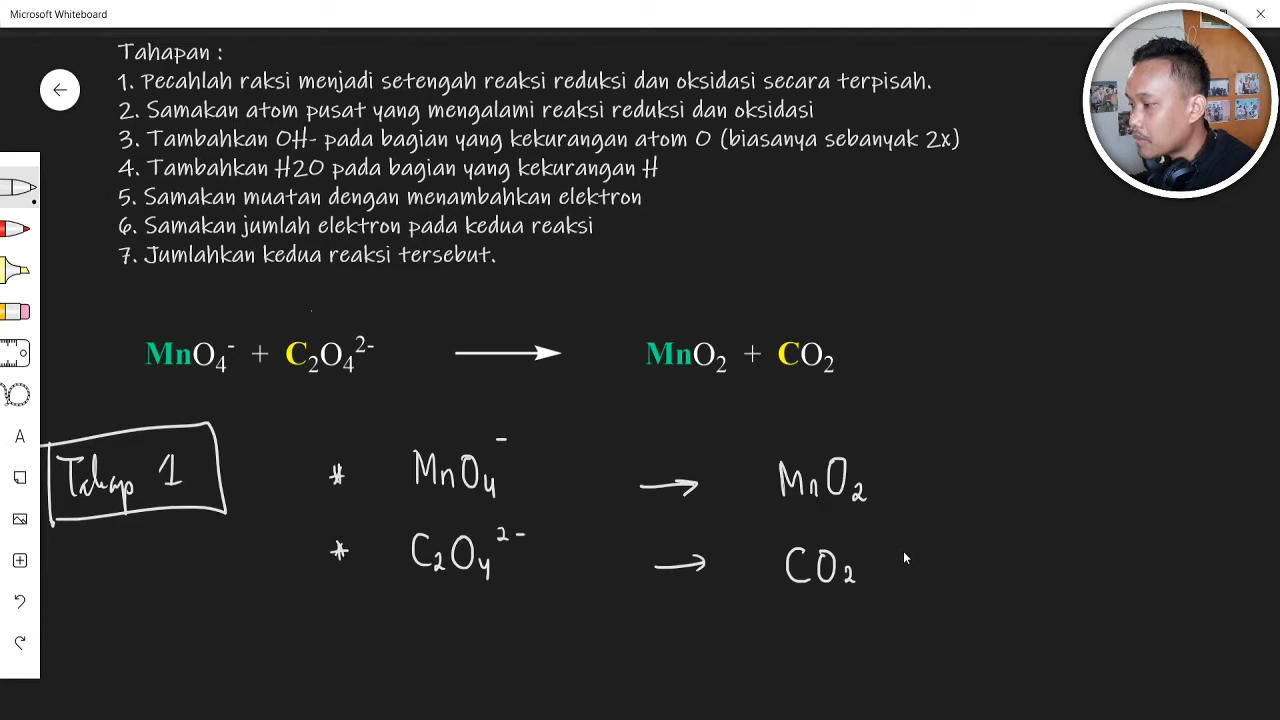 Microsoft Whiteboard
Tahapan :
1. Pecahlah raksi menjadi setengah reaksi reduksi dan oksidasi secara terpisah.
2. Samakan atom pusat yang mengalami reaksi reduksi dan oksidasi
3. Tambahkan OH- pada bagian yang kekurangan atom O (biasanya sebanyak 2x)
4. Tambahkan H2O pada bagian yang kekurangan H
5. Samakan muatan dengan menambahkan elektron
6. Samakan jumlah elektron pada kedua reaksi
7. Jumlahkan kedua reaksi tersebut.
MnO₄⁻ + C₂O₄²⁻ → MnO₂ + CO₂
Tahap 1
* MnO₄⁻ → MnO₂
* C₂O₄²⁻ → CO₂
A